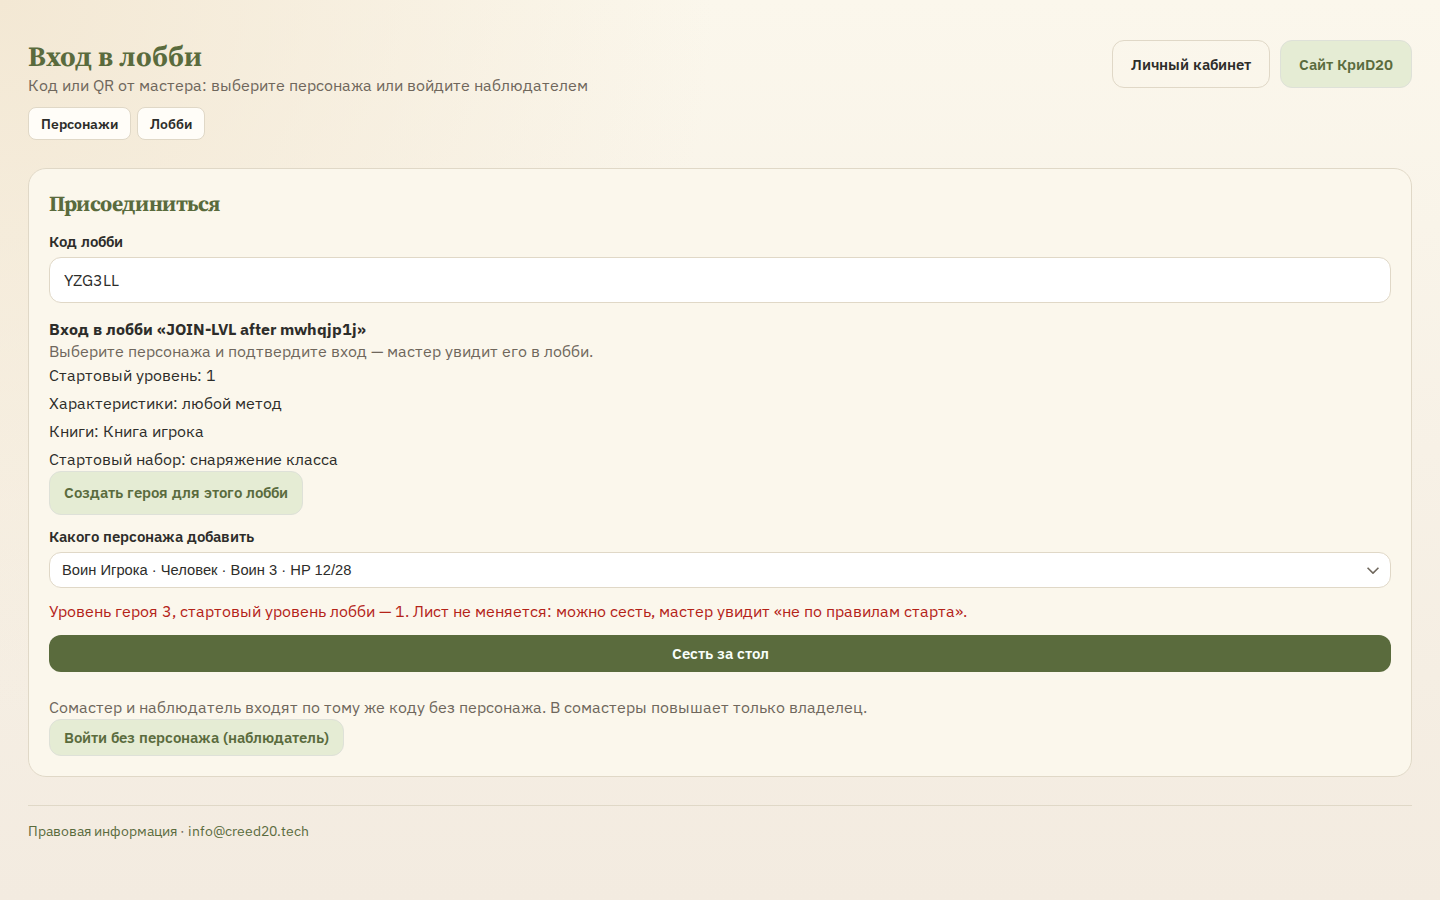 Вход в лобби
Код или QR от мастера: выберите персонажа или войдите наблюдателем
Личный кабинет
Сайт КриD20
Персонажи
Лобби
Присоединиться
Код лобби
YZG3LL
Вход в лобби «JOIN-LVL after mwhqjp1j»
Выберите персонажа и подтвердите вход — мастер увидит его в лобби.
Стартовый уровень: 1
Характеристики: любой метод
Книги: Книга игрока
Стартовый набор: снаряжение класса
Создать героя для этого лобби
Какого персонажа добавить
Воин Игрока · Человек · Воин 3 · HP 12/28
Уровень героя 3, стартовый уровень лобби — 1. Лист не меняется: можно сесть, мастер увидит «не по правилам старта».
Сесть за стол
Сомастер и наблюдатель входят по тому же коду без персонажа. В сомастеры повышает только владелец.
Войти без персонажа (наблюдатель)
Правовая информация · info@creed20.tech